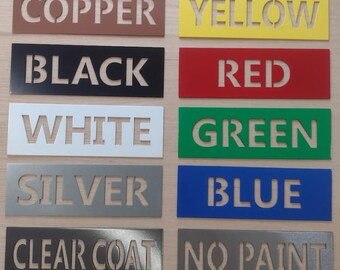 COPPER YELLOW
BLACK RED
WHITE GREEN
SILVER BLUE
CLEAR COAT NO PAINT